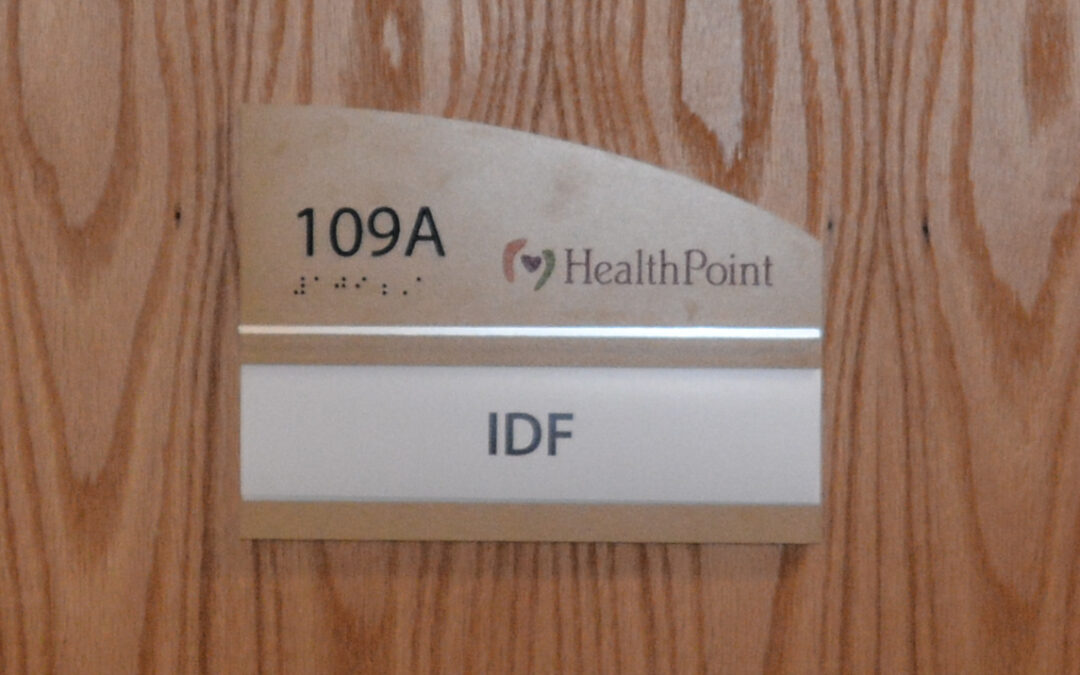 109A
HealthPoint
⠼⠁⠚⠊⠰⠠⠁
IDF